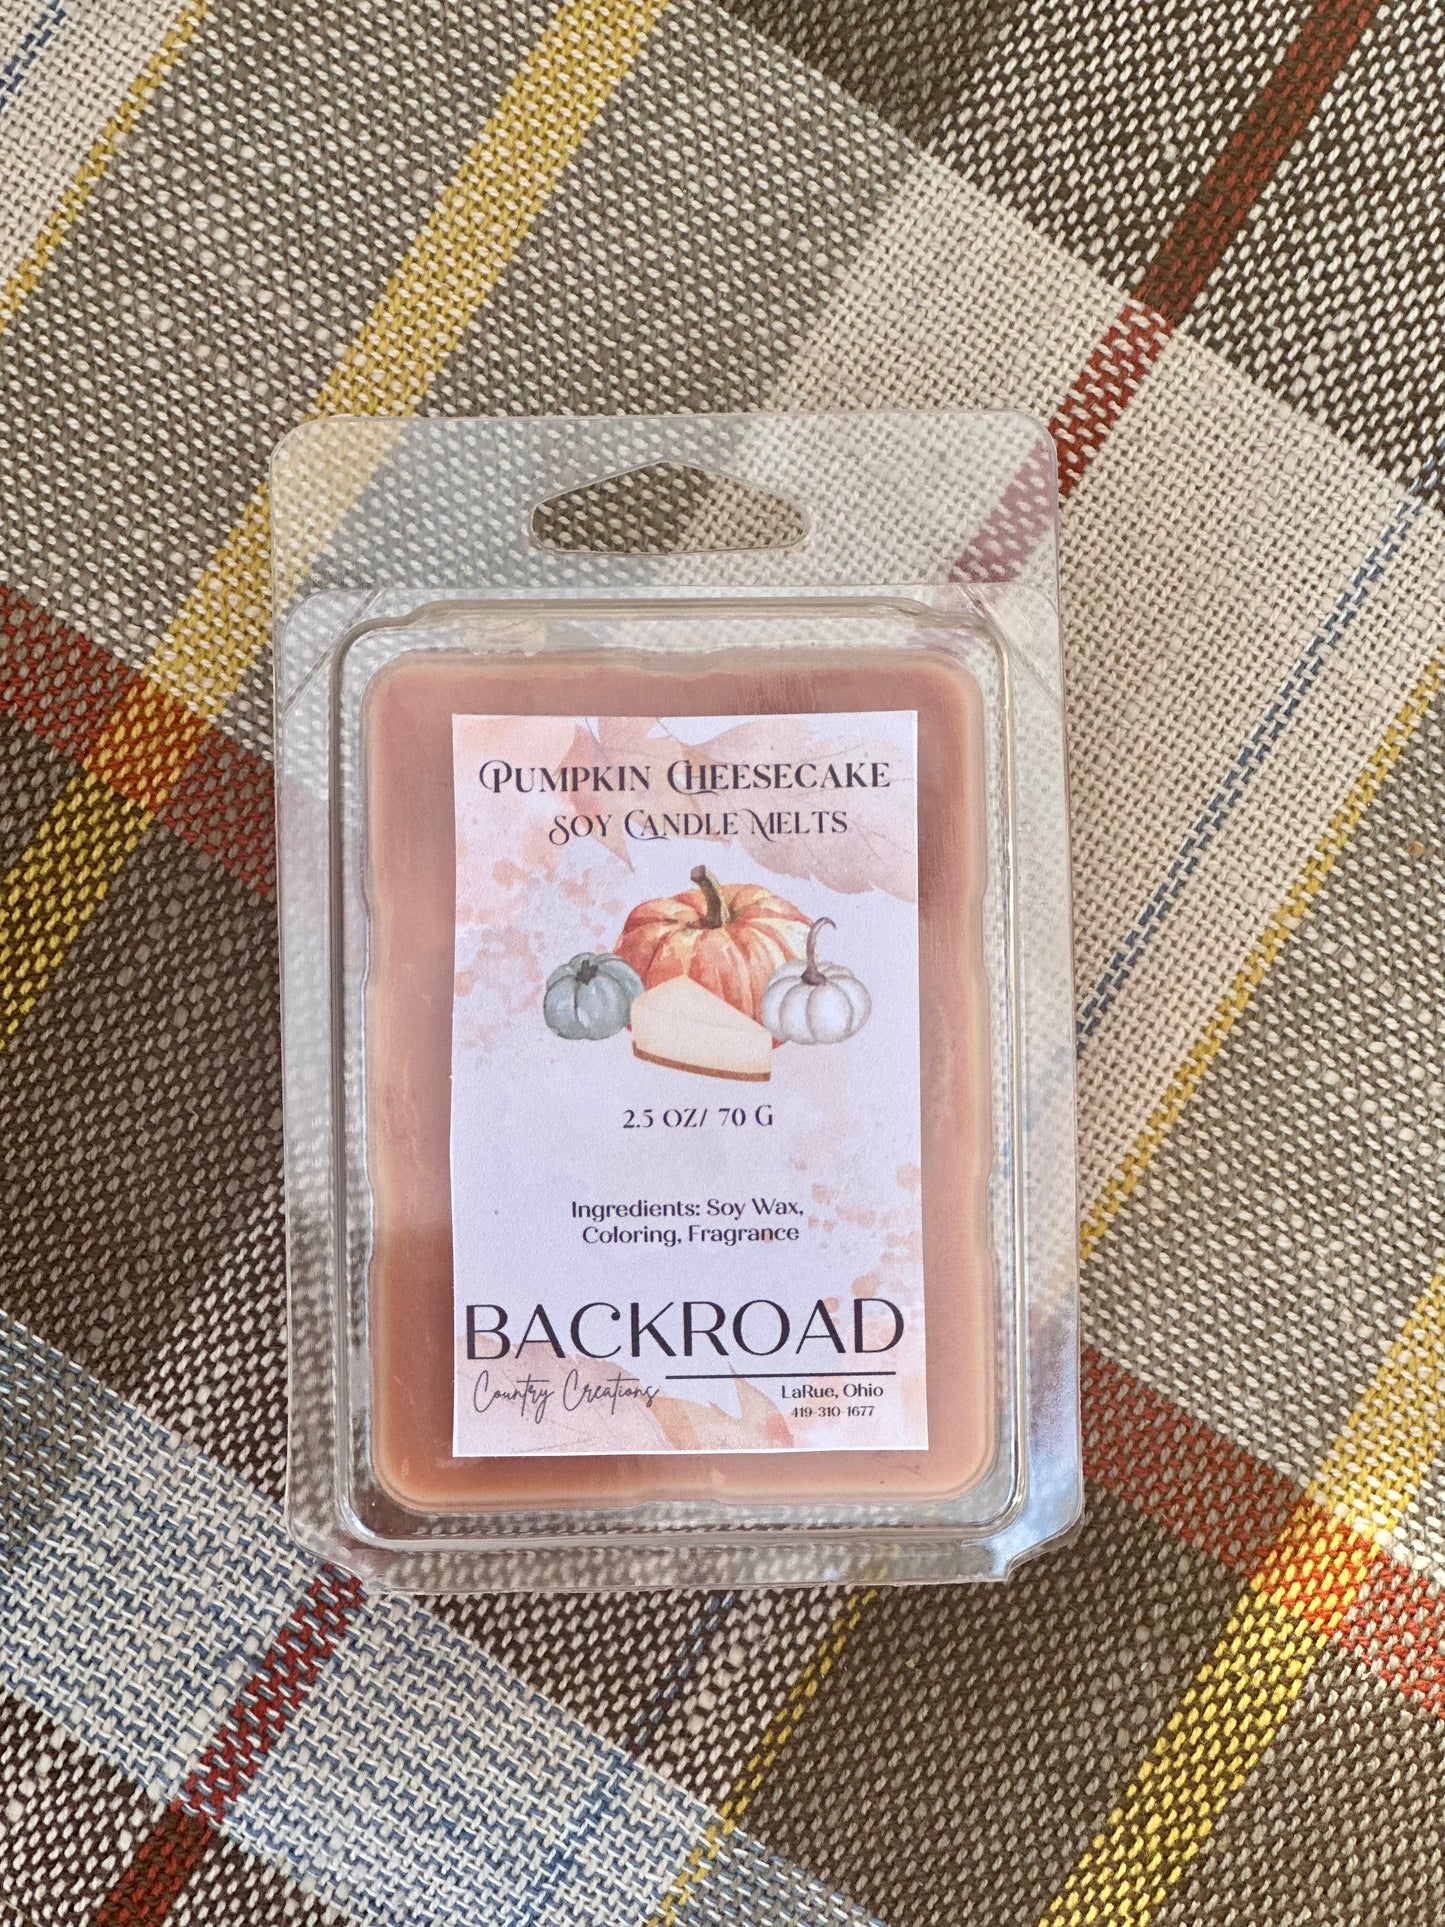 Pumpkin Cheesecake
Soy Candle Melts
2.5 OZ/ 70 G
Ingredients: Soy Wax,
Coloring, Fragrance
BACKROAD
Country Creations
LaRue, Ohio
419-310-1677